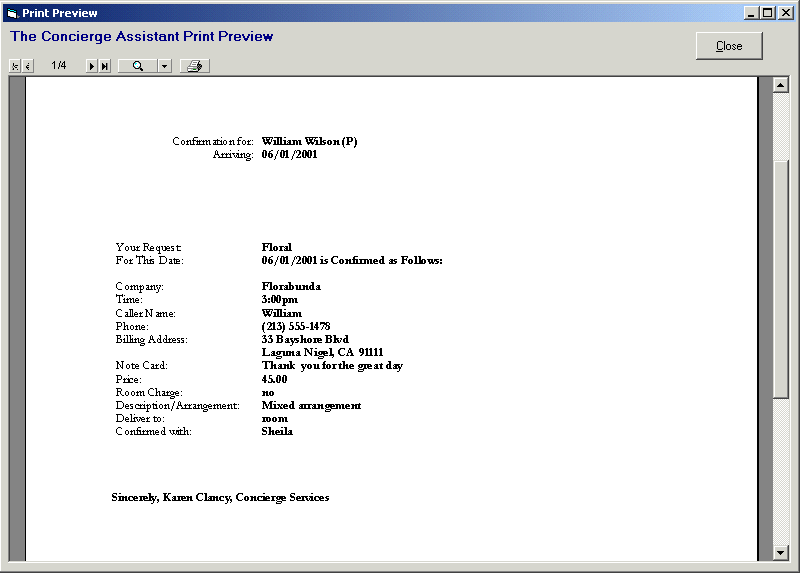 Print Preview
The Concierge Assistant Print Preview
Close
1/4
Confirmation for: William Wilson (P)
Arriving: 06/01/2001
Your Request: Floral
For This Date: 06/01/2001 is Confirmed as Follows:
Company: Florabunda
Time: 3:00pm
Caller Name: William
Phone: (213) 555-1478
Billing Address: 33 Bayshore Blvd
Laguna Nigel, CA 91111
Note Card: Thank you for the great day
Price: 45.00
Room Charge: no
Description/Arrangement: Mixed arrangement
Deliver to: room
Confirmed with: Sheila
Sincerely, Karen Clancy, Concierge Services